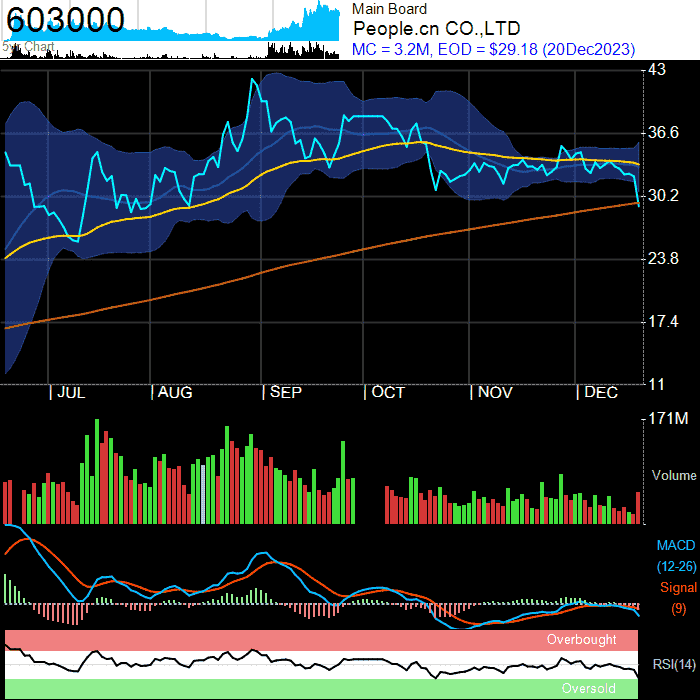 603000
5yr Chart
Main Board
People.cn CO.,LTD
MC = 3.2M, EOD = $29.18 (20Dec2023)
43
36.6
30.2
23.8
17.4
11
| JUL | AUG | SEP | OCT | NOV | DEC
171M
Volume
MACD
(12-26)
Signal
(9)
Overbought
RSI(14)
Oversold